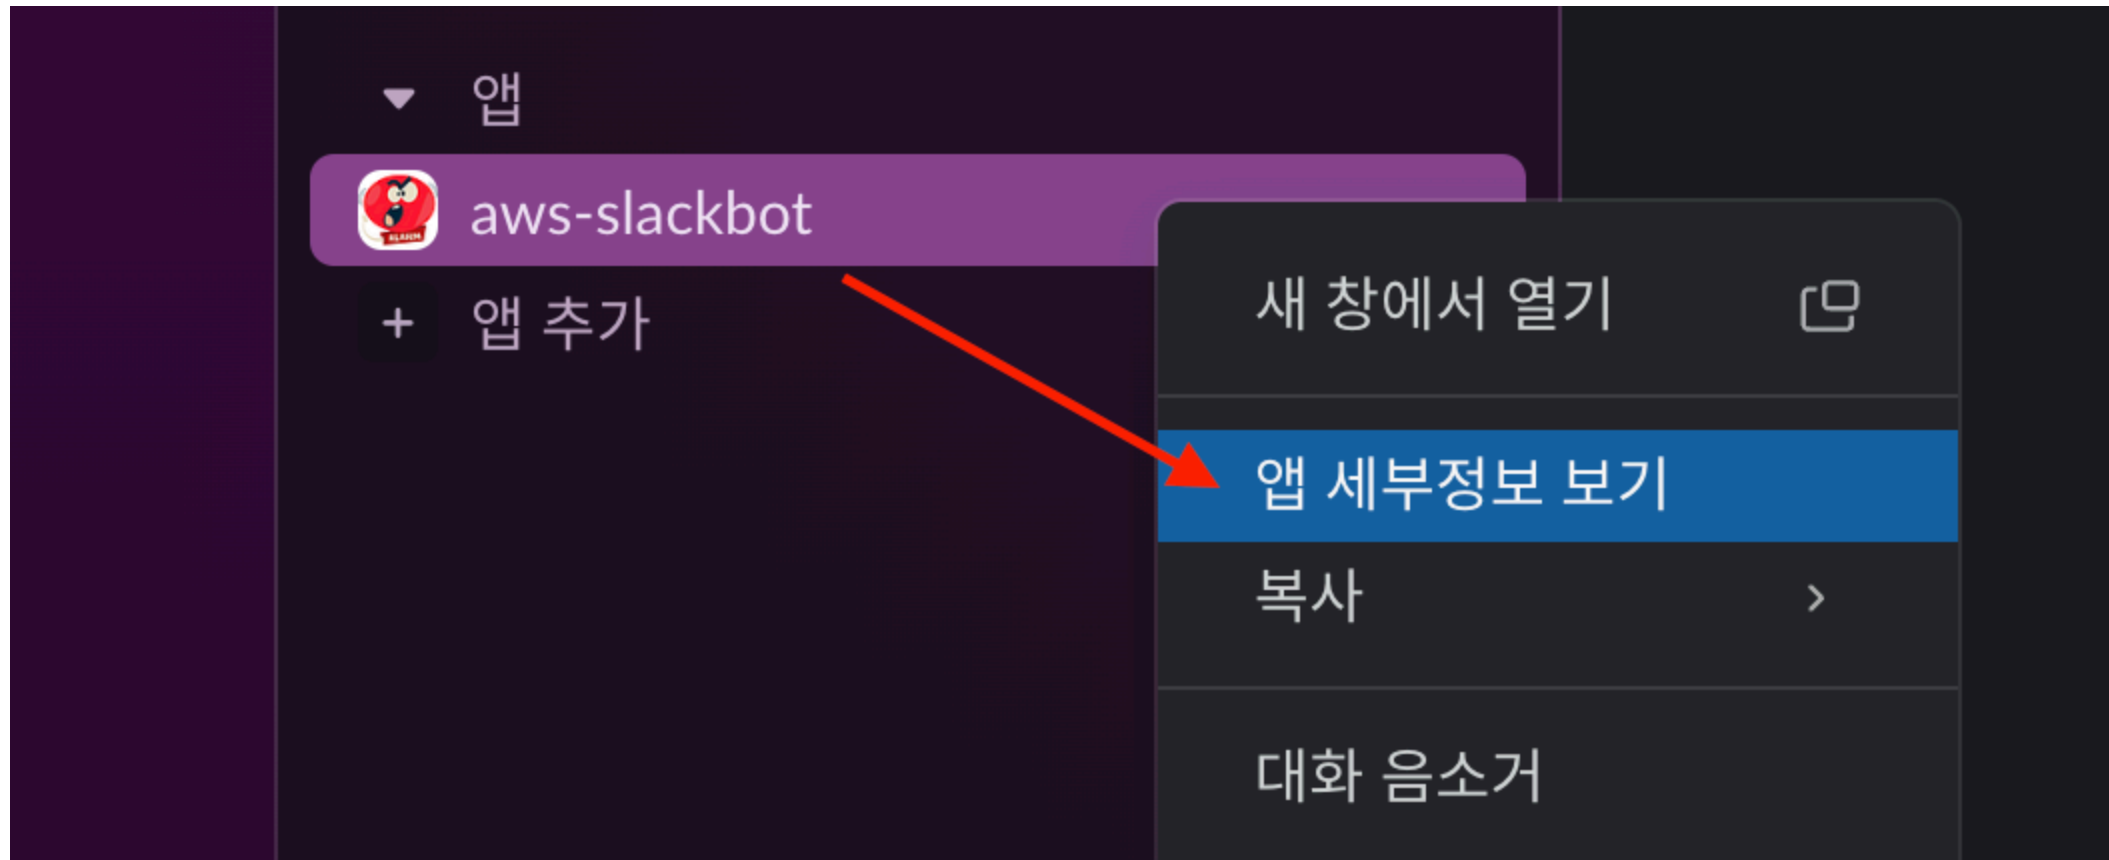 앱
aws-slackbot
ALARM
앱 추가
새 창에서 열기
앱 세부정보 보기
복사
대화 음소거